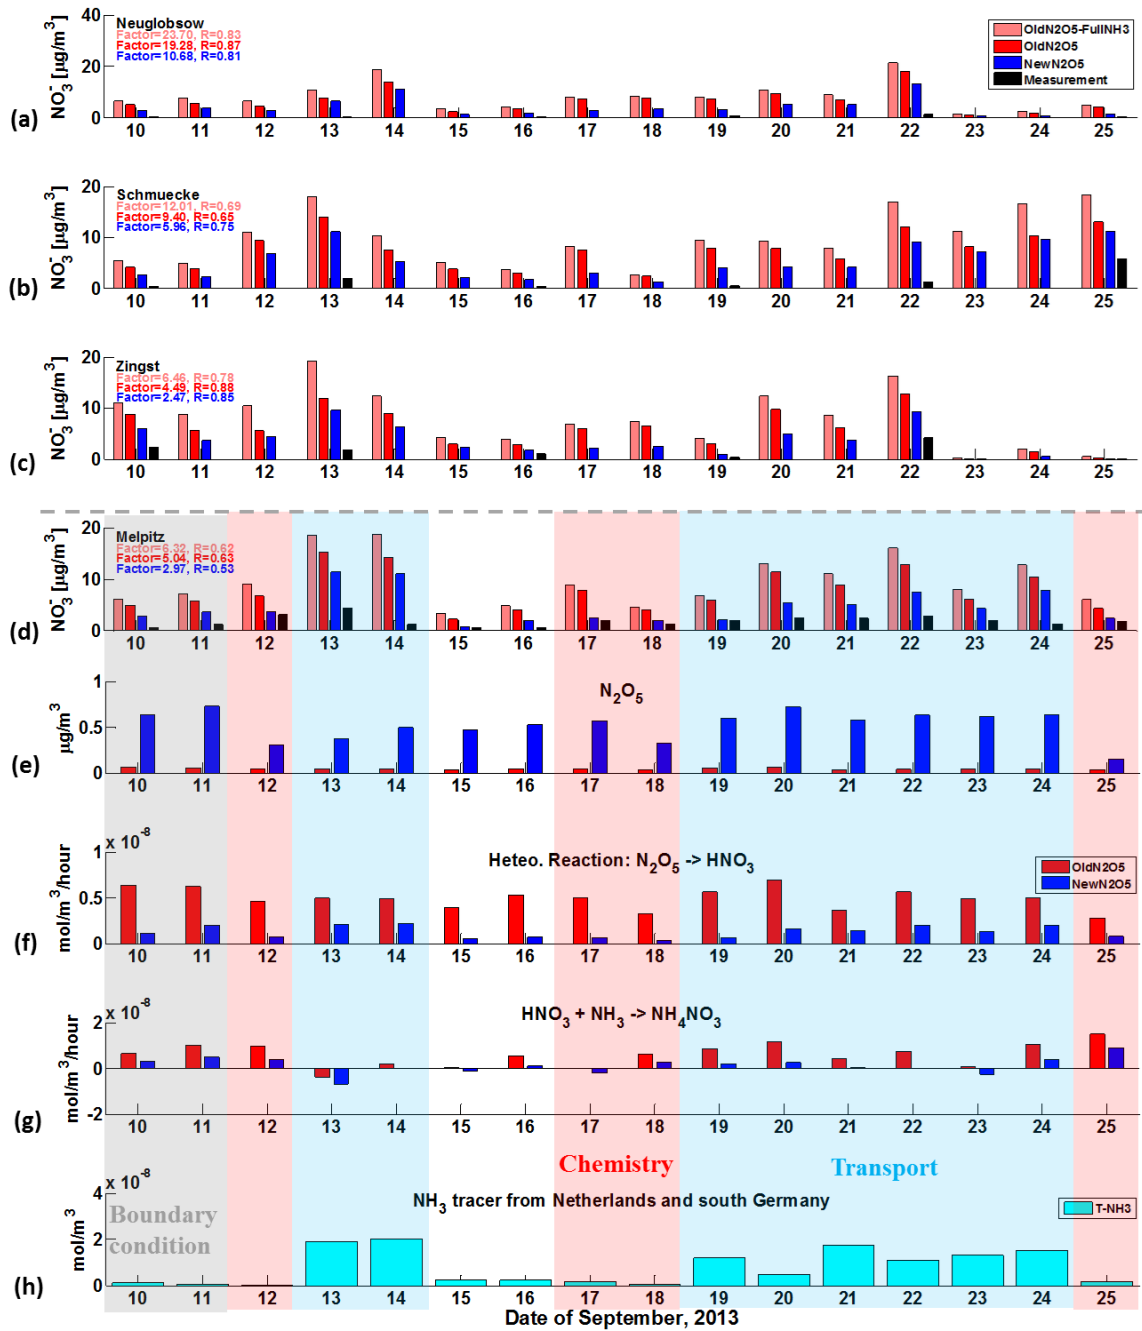 (a)
NO3- [µg/m3]
40
20
0
Neuglobsow
Factor=23.70, R=0.83
Factor=19.28, R=0.87
Factor=10.68, R=0.81
OldN2O5-FullNH3
OldN2O5
NewN2O5
Measurement
10 11 12 13 14 15 16 17 18 19 20 21 22 23 24 25
(b)
NO3- [µg/m3]
20
10
0
Schmuecke
Factor=12.01, R=0.69
Factor=9.40, R=0.65
Factor=5.96, R=0.75
10 11 12 13 14 15 16 17 18 19 20 21 22 23 24 25
(c)
NO3- [µg/m3]
20
10
0
Zingst
Factor=6.46, R=0.78
Factor=4.49, R=0.88
Factor=2.47, R=0.85
10 11 12 13 14 15 16 17 18 19 20 21 22 23 24 25
(d)
NO3- [µg/m3]
20
10
0
Melpitz
Factor=6.32, R=0.62
Factor=5.04, R=0.63
Factor=2.97, R=0.53
10 11 12 13 14 15 16 17 18 19 20 21 22 23 24 25
(e)
µg/m3
1
0.5
0
N2O5
10 11 12 13 14 15 16 17 18 19 20 21 22 23 24 25
(f)
mol/m3/hour
x 10-8
1
0.5
0
Heteo. Reaction: N2O5 -> HNO3
OldN2O5
NewN2O5
10 11 12 13 14 15 16 17 18 19 20 21 22 23 24 25
(g)
mol/m3/hour
x 10-8
2
0
-2
HNO3 + NH3 -> NH4NO3
10 11 12 13 14 15 16 17 18 19 20 21 22 23 24 25
Chemistry
Transport
(h)
mol/m3
x 10-8
4
2
0
NH3 tracer from Netherlands and south Germany
T-NH3
Boundary
condition
10 11 12 13 14 15 16 17 18 19 20 21 22 23 24 25
Date of September, 2013